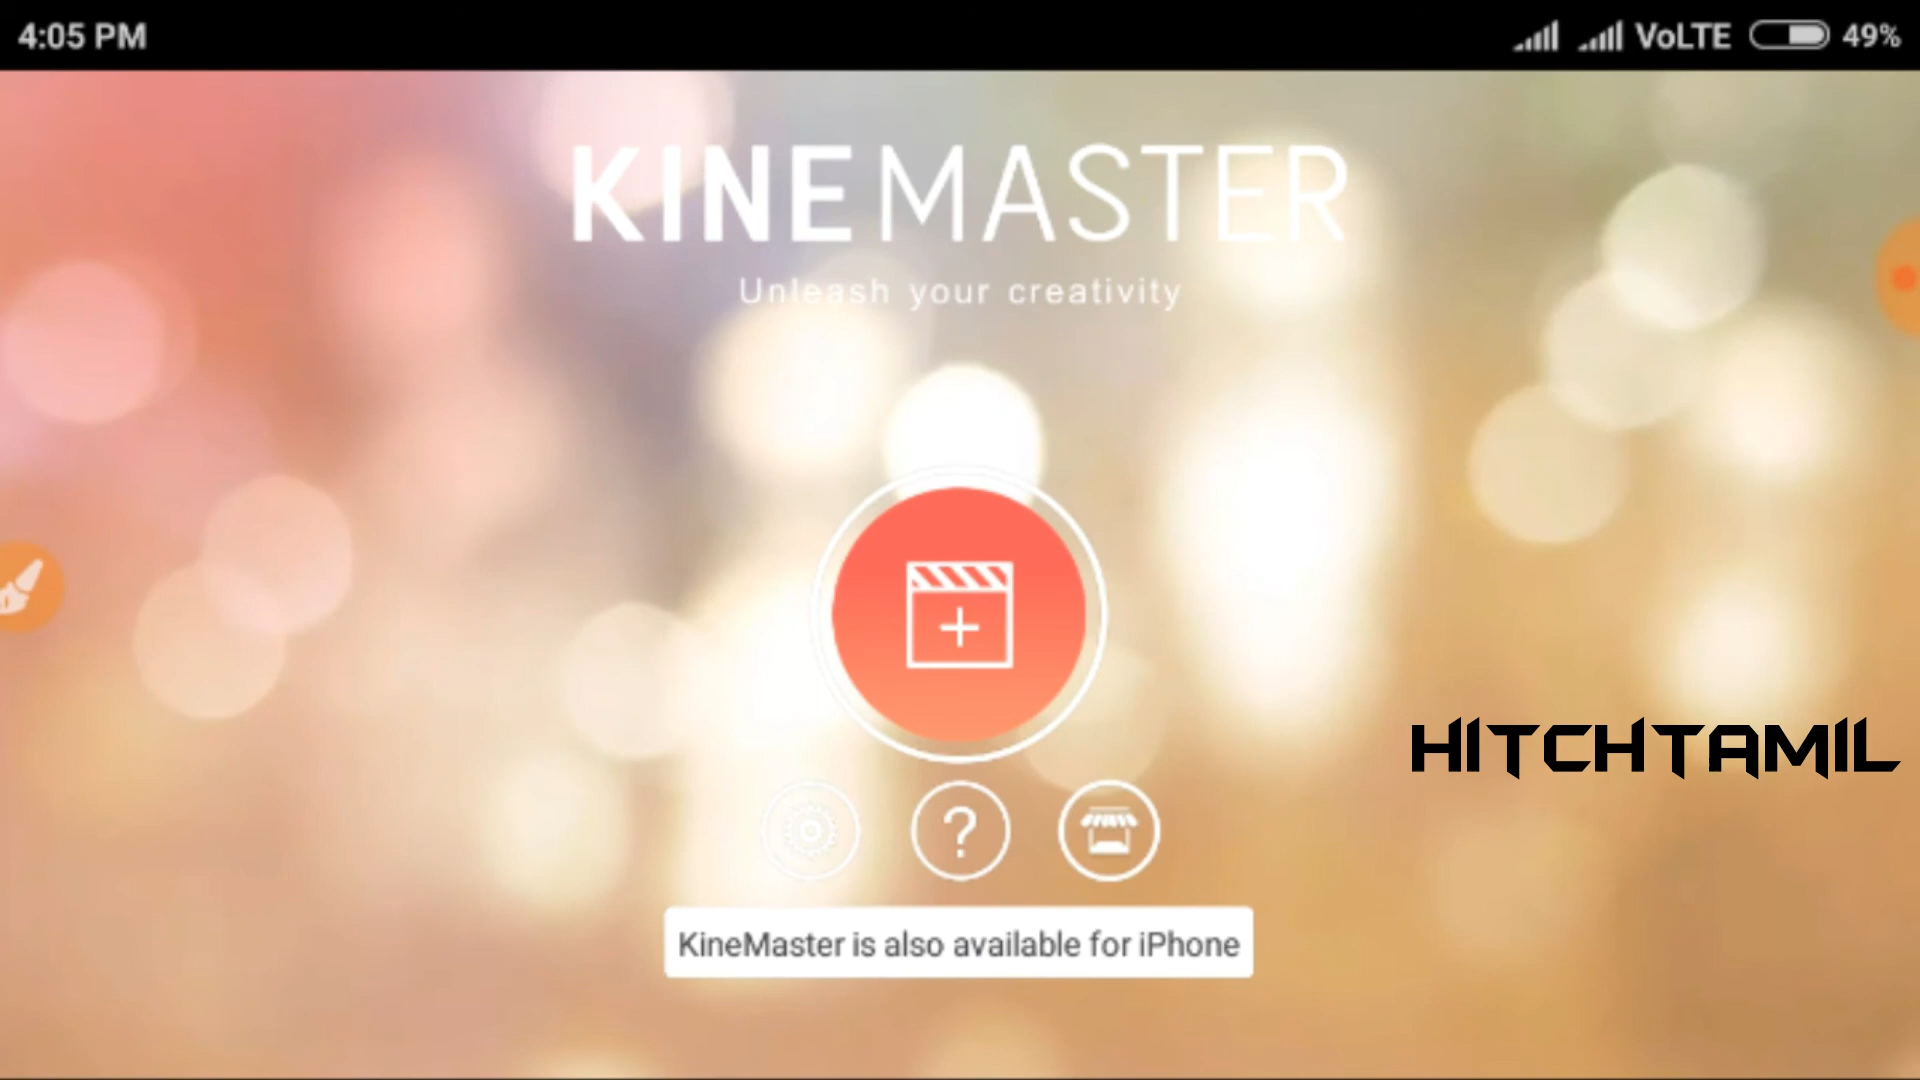 4:05 PM
VoLTE 49%
KINEMASTER
Unleash your creativity
?
HITCHTAMIL
KineMaster is also available for iPhone